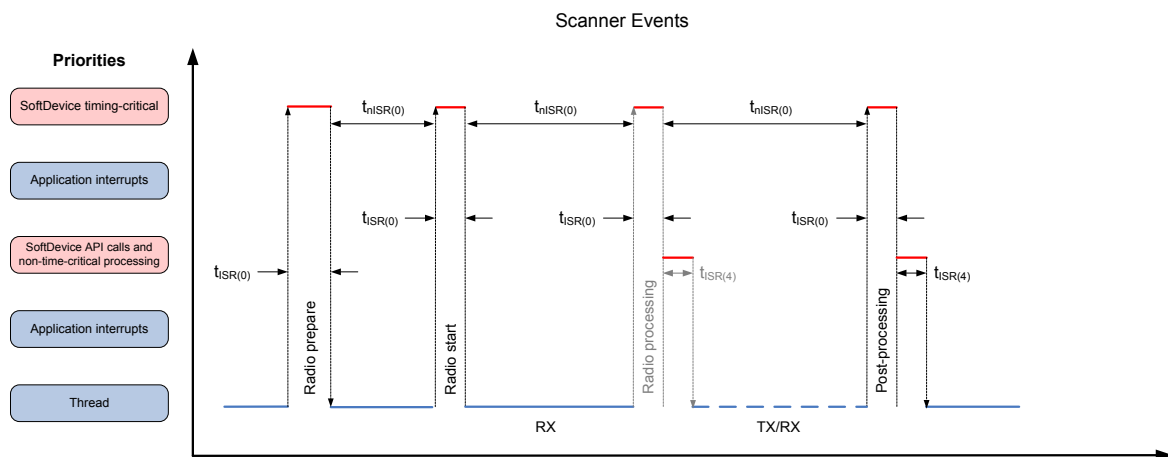 Scanner Events
Priorities
SoftDevice timing-critical
Application interrupts
SoftDevice API calls and
non-time-critical processing
Application interrupts
Thread
tnISR(0)
tnISR(0)
tnISR(0)
tISR(0)
tISR(0)
tISR(0)
tISR(0)
tISR(4)
tISR(4)
Radio prepare
Radio start
Radio processing
Post-processing
RX
TX/RX